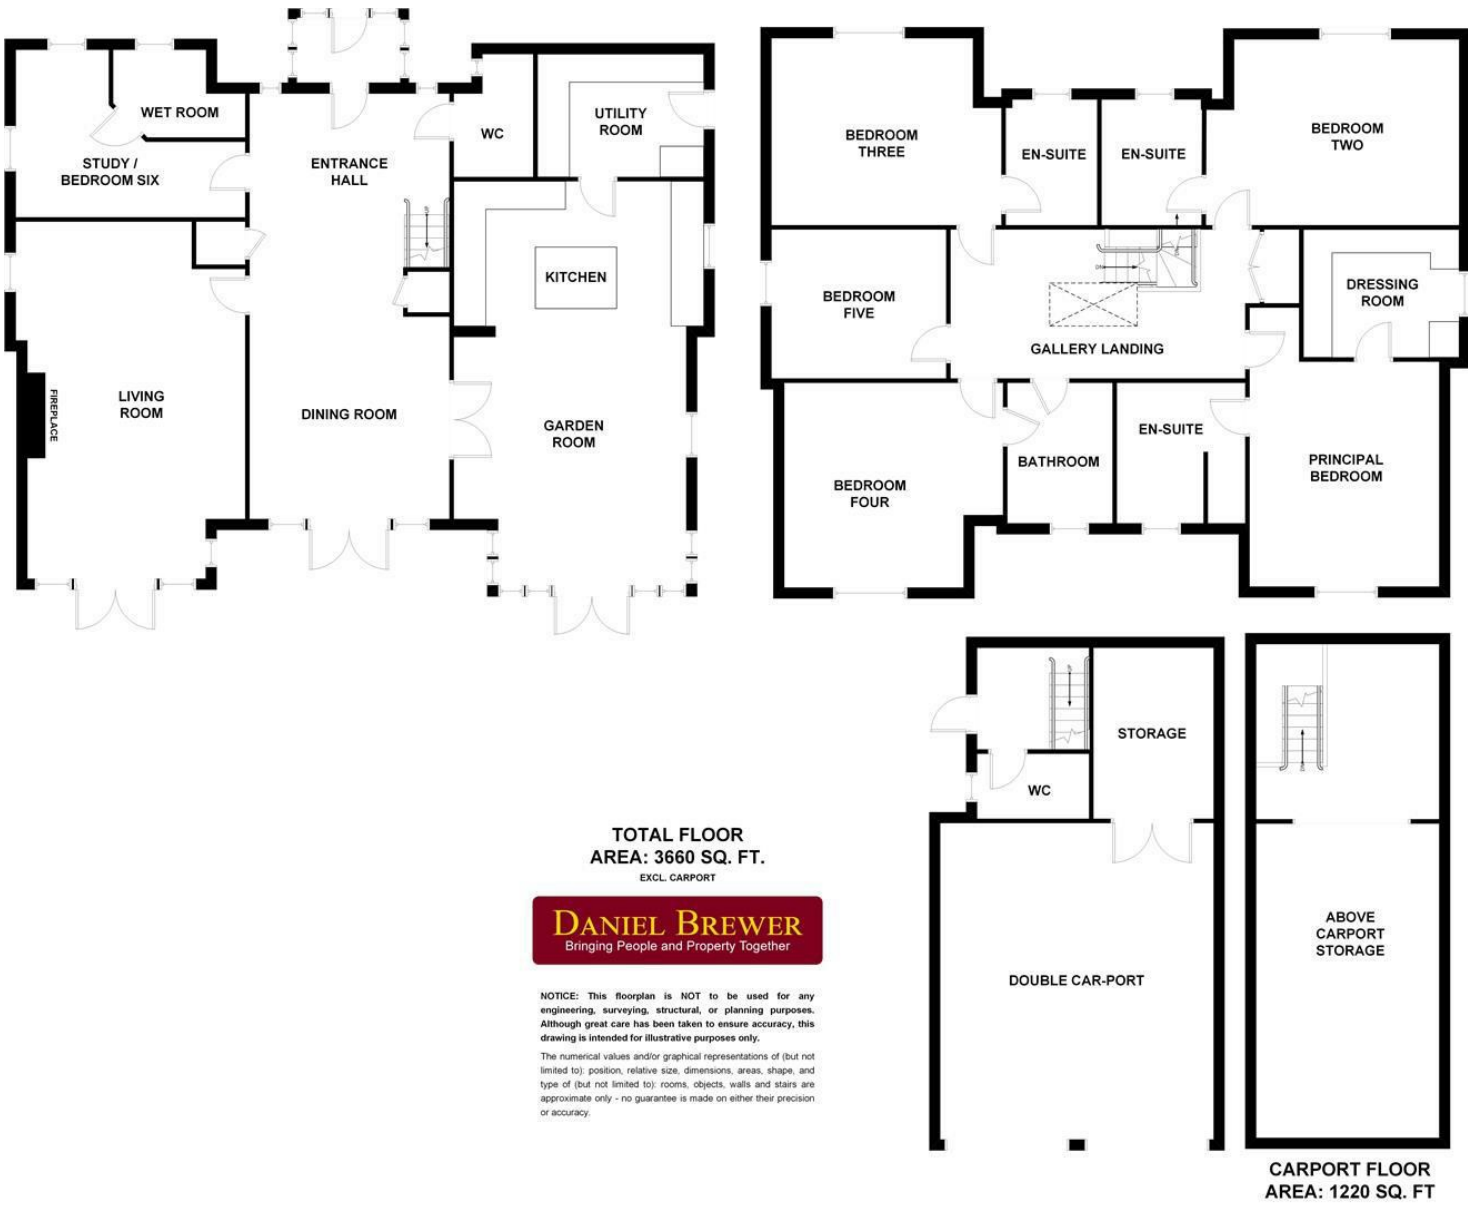 WET ROOM
STUDY /
BEDROOM SIX
ENTRANCE
HALL
WC
UTILITY
ROOM
KITCHEN
LIVING
ROOM
FIREPLACE
DINING ROOM
GARDEN
ROOM
BEDROOM
THREE
EN-SUITE
EN-SUITE
BEDROOM
TWO
BEDROOM
FIVE
DRESSING
ROOM
GALLERY LANDING
BEDROOM
FOUR
BATHROOM
EN-SUITE
PRINCIPAL
BEDROOM
STORAGE
WC
DOUBLE CAR-PORT
ABOVE
CARPORT
STORAGE
CARPORT FLOOR
AREA: 1220 SQ. FT
TOTAL FLOOR
AREA: 3660 SQ. FT.
EXCL. CARPORT
DANIEL BREWER
Bringing People and Property Together
NOTICE: This floorplan is NOT to be used for any
engineering, surveying, structural, or planning purposes.
Although great care has been taken to ensure accuracy, this
drawing is intended for illustrative purposes only.
The numerical values and/or graphical representations of (but not
limited to): position, relative size, dimensions, areas, shape, and
type of (but not limited to): rooms, objects, walls and stairs are
approximate only - no guarantee is made on either their precision
or accuracy.